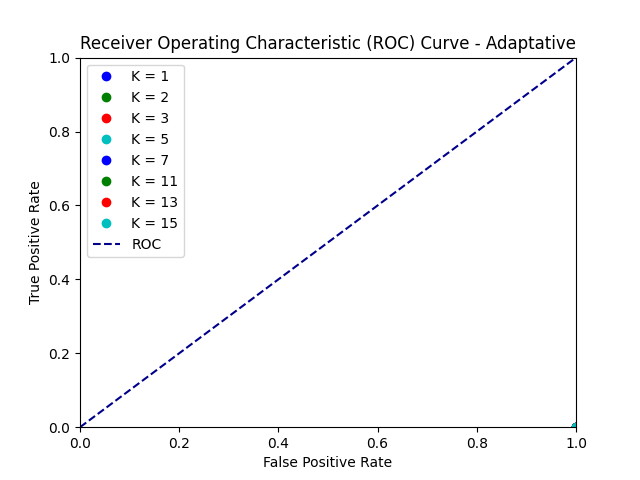 Receiver Operating Characteristic (ROC) Curve - Adaptative
K = 1
K = 2
K = 3
K = 5
K = 7
K = 11
K = 13
K = 15
ROC
1.0
0.8
0.6
0.4
0.2
0.0
True Positive Rate
0.0 0.2 0.4 0.6 0.8 1.0
False Positive Rate